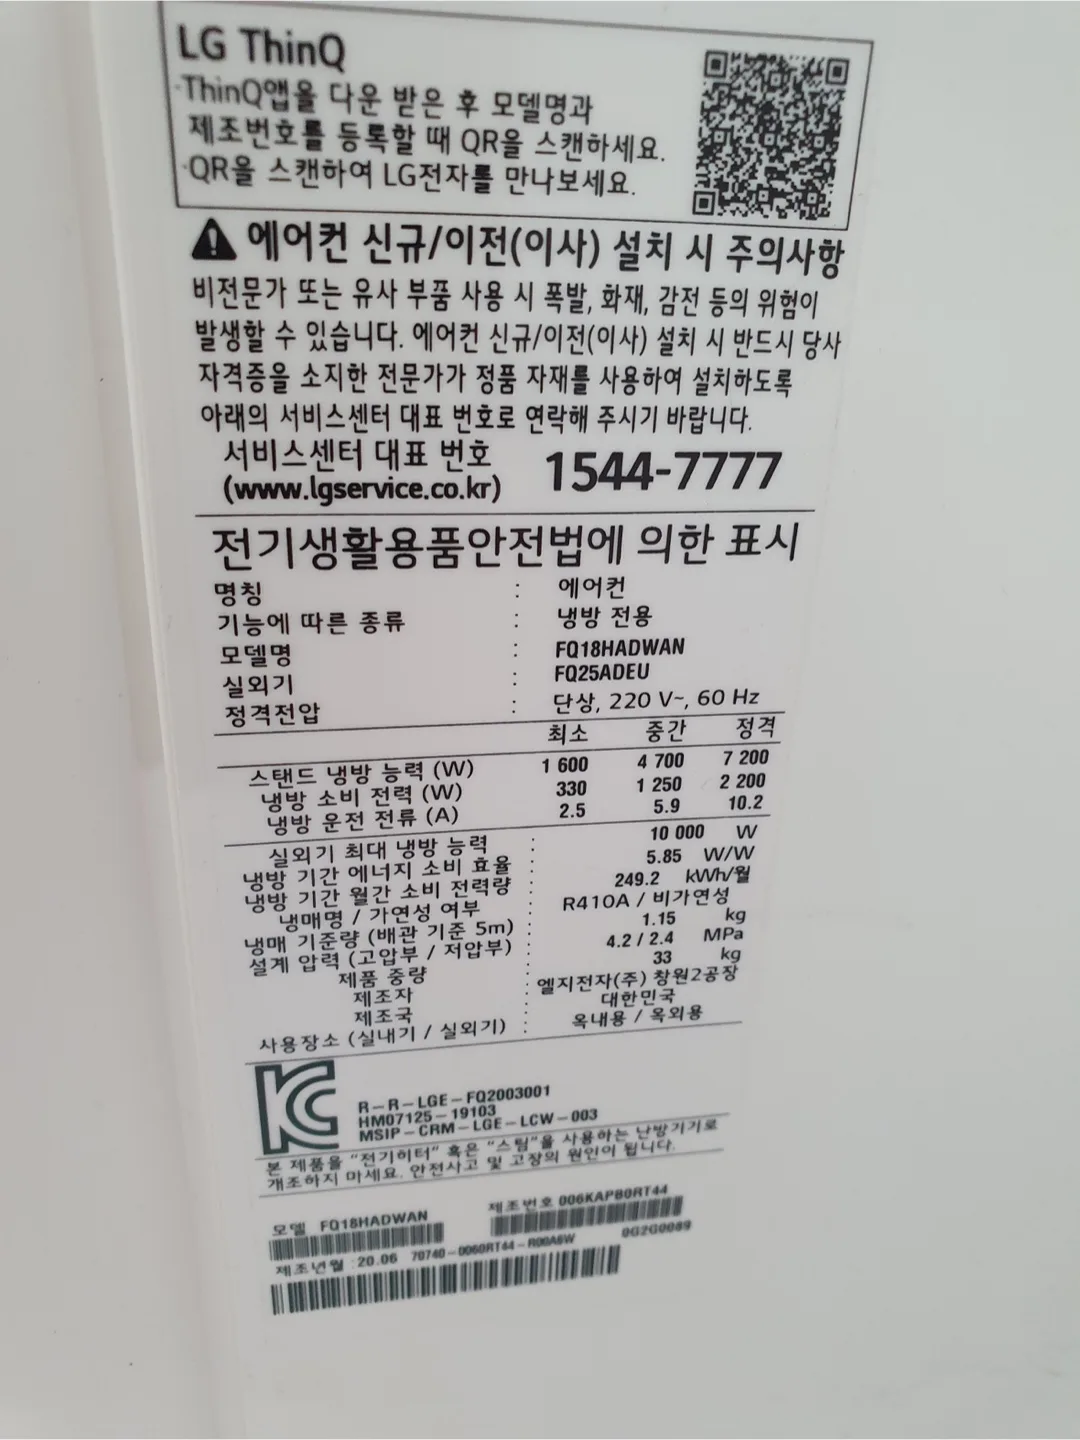 LG ThinQ
·ThinQ앱을 다운 받은 후 모델명과
제조번호를 등록할 때 QR을 스캔하세요.
·QR을 스캔하여 LG전자를 만나보세요.
에어컨 신규/이전(이사) 설치 시 주의사항
비전문가 또는 유사 부품 사용 시 폭발, 화재, 감전 등의 위험이
발생할 수 있습니다. 에어컨 신규/이전(이사) 설치 시 반드시 당사
자격증을 소지한 전문가가 정품 자재를 사용하여 설치하도록
아래의 서비스센터 대표 번호로 연락해 주시기 바랍니다.
서비스센터 대표 번호 1544-7777
(www.lgservice.co.kr)
전기생활용품안전법에 의한 표시
명칭 : 에어컨
기능에 따른 종류 : 냉방 전용
모델명 : FQ18HADWAN
실외기 : FQ25ADEU
정격전압 : 단상, 220 V~, 60 Hz
최소 중간 정격
스탠드 냉방 능력 (W) 1 600 4 700 7 200
냉방 소비 전력 (W) 330 1 250 2 200
냉방 운전 전류 (A) 2.5 5.9 10.2
실외기 최대 냉방 능력 : 10 000 W
냉방 기간 에너지 소비 효율 : 5.85 W/W
냉방 기간 월간 소비 전력량 : 249.2 kWh/월
냉매명 / 가연성 여부 : R410A / 비가연성
냉매 기준량 (배관 기준 5m) : 1.15 kg
설계 압력 (고압부 / 저압부) : 4.2 / 2.4 MPa
제품 중량 : 33 kg
제조자 : 엘지전자(주) 창원2공장
제조국 : 대한민국
사용장소 (실내기 / 실외기) : 옥내용 / 옥외용
R-R-LGE-FQ2003001
HM07125-19103
MSIP-CRM-LGE-LCW-003
본 제품을 "전기히터" 혹은 "스팀"을 사용하는 난방기기로
개조하지 마세요. 안전사고 및 고장의 원인이 됩니다.
모델 FQ18HADWAN 제조번호 006KAPB0RT44
제조년월 : 20.06 70740-0060RT44-R00A6W 0G2G0089